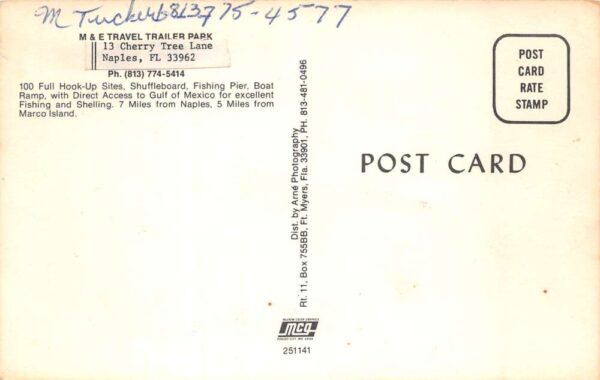 M Tucker 813 775-4577
M & E TRAVEL TRAILER PARK
13 Cherry Tree Lane
Naples, FL 33962
Ph. (813) 774-5414
100 Full Hook-Up Sites, Shuffleboard, Fishing Pier, Boat
Ramp, with Direct Access to Gulf of Mexico for excellent
Fishing and Shelling. 7 Miles from Naples, 5 Miles from
Marco Island.
Dist. by Arné Photography
Rt. 11, Box 755BB, Ft. Myers, Fla. 33901, PH. 813-481-0496
POST
CARD
RATE
STAMP
POST CARD
mcg
251141